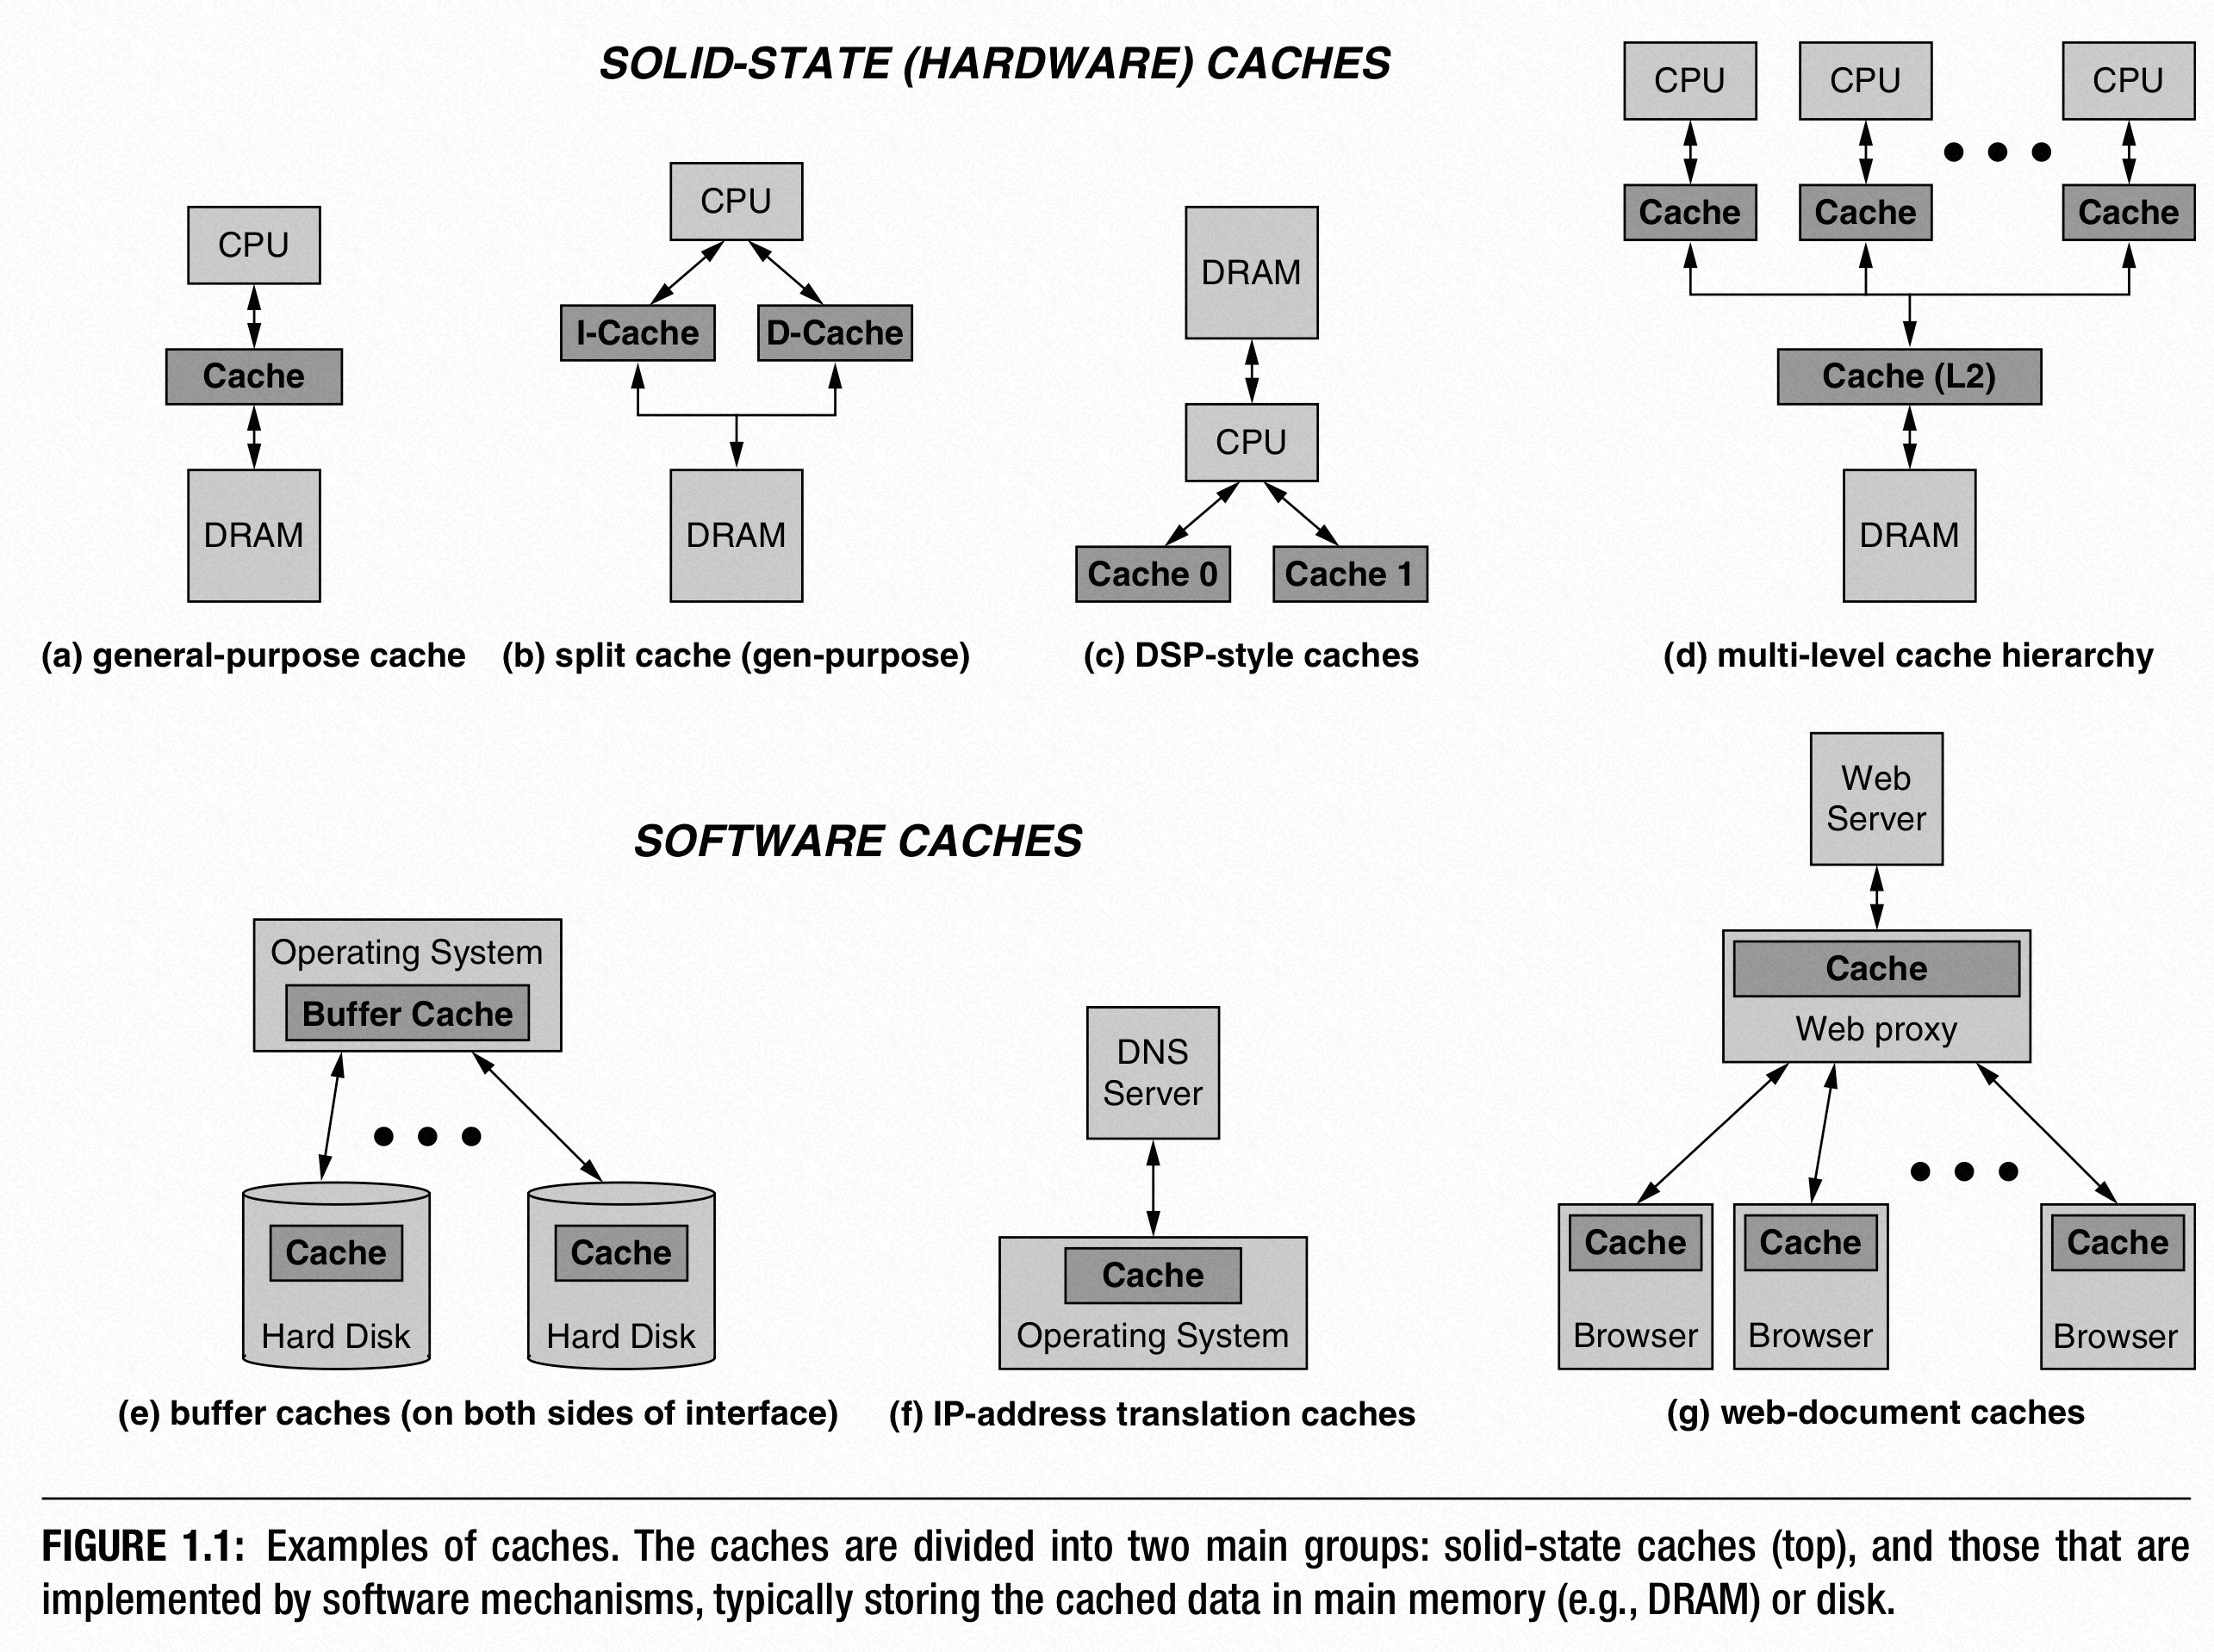 SOLID-STATE (HARDWARE) CACHES
CPU
Cache
DRAM
(a) general-purpose cache
CPU
I-Cache D-Cache
DRAM
(b) split cache (gen-purpose)
DRAM
CPU
Cache 0 Cache 1
(c) DSP-style caches
CPU CPU CPU
Cache Cache Cache
Cache (L2)
DRAM
(d) multi-level cache hierarchy
SOFTWARE CACHES
Operating System
Buffer Cache
Cache Cache
Hard Disk Hard Disk
(e) buffer caches (on both sides of interface)
DNS
Server
Cache
Operating System
(f) IP-address translation caches
Web
Server
Cache
Web proxy
Cache Cache Cache
Browser Browser Browser
(g) web-document caches
FIGURE 1.1: Examples of caches. The caches are divided into two main groups: solid-state caches (top), and those that are
implemented by software mechanisms, typically storing the cached data in main memory (e.g., DRAM) or disk.